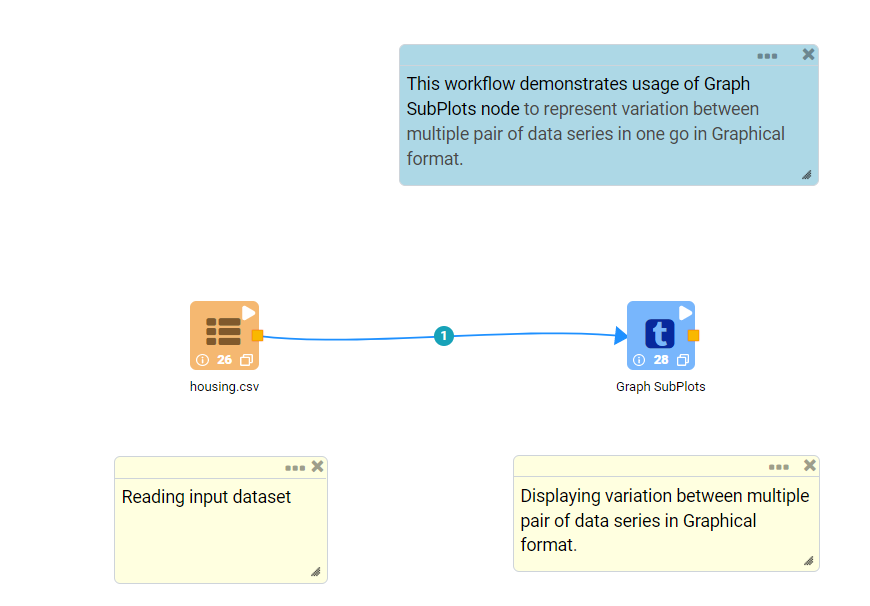 This workflow demonstrates usage of Graph
SubPlots node to represent variation between
multiple pair of data series in one go in Graphical
format.
1
t
26
28
housing.csv
Graph SubPlots
Reading input dataset
Displaying variation between multiple
pair of data series in Graphical
format.